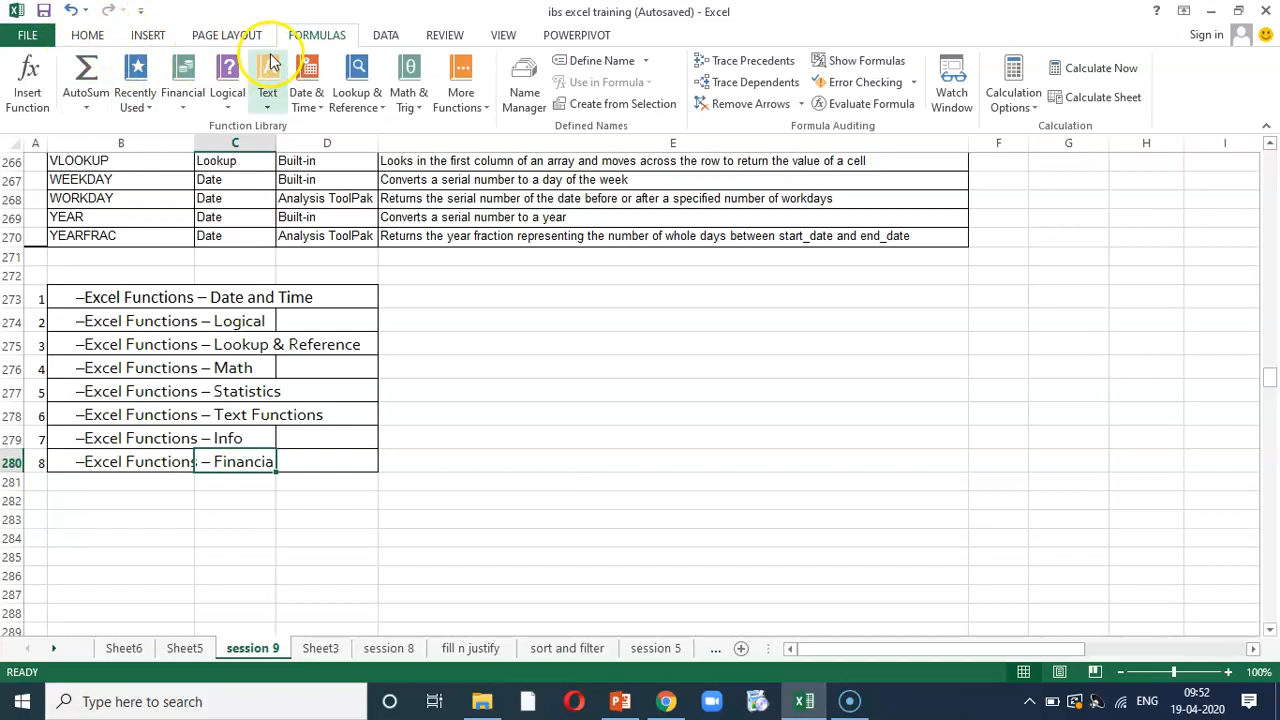 ibs excel training (Autosaved) - Excel
FILE HOME INSERT PAGE LAYOUT FORMULAS DATA REVIEW VIEW POWERPIVOT Sign in
Insert Function
AutoSum
Recently Used
Financial
Logical
Text
Date & Time
Lookup & Reference
Math & Trig
More Functions
Function Library
Name Manager
Define Name
Use in Formula
Create from Selection
Defined Names
Trace Precedents
Trace Dependents
Remove Arrows
Show Formulas
Error Checking
Evaluate Formula
Formula Auditing
Watch Window
Calculation Options
Calculate Now
Calculate Sheet
Calculation
A B C D E F G H I
266 VLOOKUP Lookup Built-in Looks in the first column of an array and moves across the row to return the value of a cell
267 WEEKDAY Date Built-in Converts a serial number to a day of the week
268 WORKDAY Date Analysis ToolPak Returns the serial number of the date before or after a specified number of workdays
269 YEAR Date Built-in Converts a serial number to a year
270 YEARFRAC Date Analysis ToolPak Returns the year fraction representing the number of whole days between start_date and end_date
271
272
273 1 –Excel Functions – Date and Time
274 2 –Excel Functions – Logical
275 3 –Excel Functions – Lookup & Reference
276 4 –Excel Functions – Math
277 5 –Excel Functions – Statistics
278 6 –Excel Functions – Text Functions
279 7 –Excel Functions – Info
280 8 –Excel Functions – Financia
281
282
283
284
285
286
287
288
289
Sheet6 Sheet5 session 9 Sheet3 session 8 fill n justify sort and filter session 5 ...
READY 100%
Type here to search ENG 09:52
19-04-2020